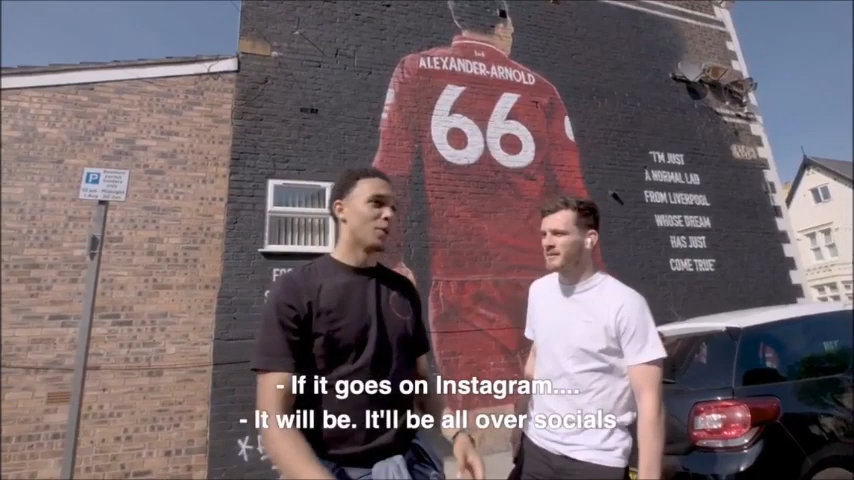 ALEXANDER-ARNOLD
66
"I'M JUST
A NORMAL LAD
FROM LIVERPOOL
WHOSE DREAM
HAS JUST
COME TRUE"
P
- If it goes on Instagram....
- It will be. It'll be all over socials